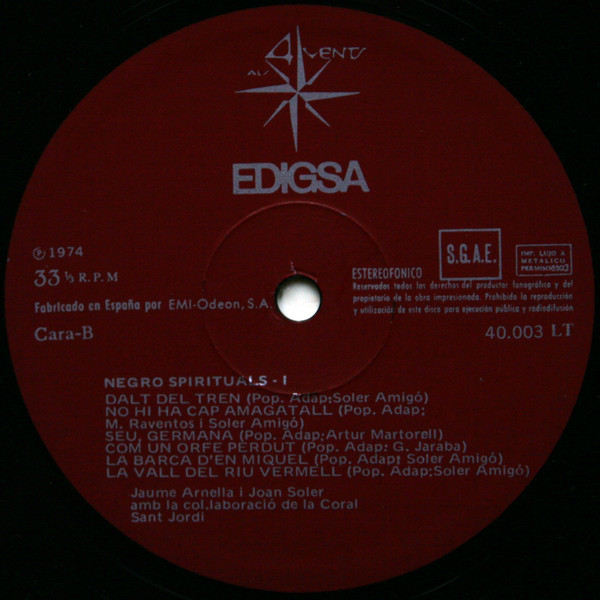 ALS 4 VENTS
EDIGSA
℗ 1974
33 ⅓ R. P. M
Fabricado en España por EMI-Odeon, S.A.
Cara-B
S.G.A.E.
IMP. LUJO A
METALICO
ESTEREOFONICO
Reservados todos los derechos del productor fonográfico y del
propietario de la obra impresionada. Prohibida la reproducción
y utilización de este disco para ejecución pública y radiodifusión
40.003 LT
NEGRO SPIRITUALS - I
DALT DEL TREN (Pop. Adap;Soler Amigó)
NO HI HA CAP AMAGATALL (Pop. Adap;
M. Raventos i Soler Amigó)
SEU, GERMANA (Pop. Adap;Artur Martorell)
COM UN ORFE PERDUT (Pop. Adap: G. Jaraba)
LA BARCA D'EN MIQUEL (Pop. Adap; Soler Amigó)
LA VALL DEL RIU VERMELL (Pop. Adap;Soler Amigó)
Jaume Arnella i Joan Soler
amb la col.laboració de la Coral
Sant Jordi